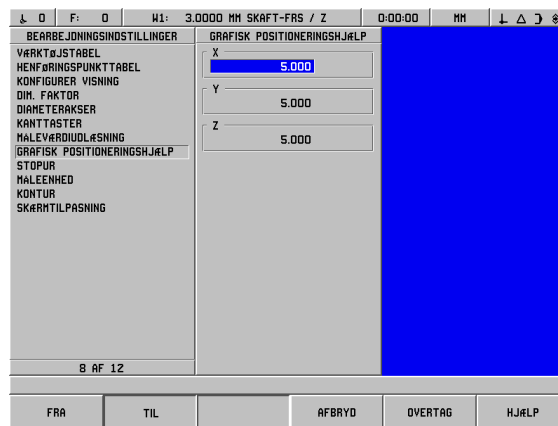 0 F: 0 W1: 3.0000 MM SKAFT-FRS / Z 0:00:00 MM
BEARBEJDNINGSINDSTILLINGER
VÆRKTØJSTABEL
HENFØRINGSPUNKTTABEL
KONFIGURER VISNING
DIM. FAKTOR
DIAMETERAKSER
KANTTASTER
MALEVÆRDIUDLÆSNING
GRAFISK POSITIONERINGSHJÆLP
STOPUR
MALEENHED
KONTUR
SKÆRMTILPASNING
8 AF 12
GRAFISK POSITIONERINGSHJÆLP
X
5.000
Y
5.000
Z
5.000
FRA TIL AFBRYD OVERTAG HJÆLP